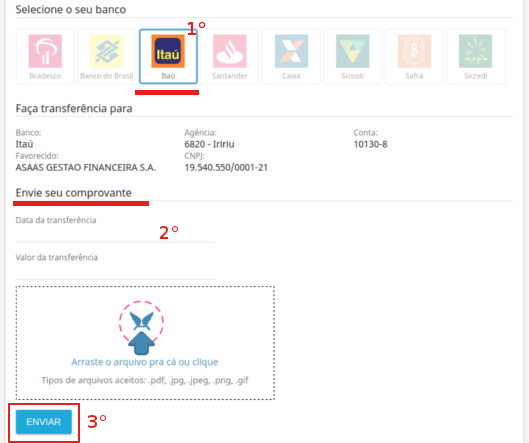 Selecione o seu banco
1°
Itaú
Bradesco Banco do Brasil Itaú Santander Caixa Sicoob Safra Sicredi
Faça transferência para
Banco: Agência: Conta:
Itaú 6820 - Iririu 10130-8
Favorecido: CNPJ:
ASAAS GESTAO FINANCEIRA S.A. 19.540.550/0001-21
Envie seu comprovante
Data da transferência
2°
Valor da transferência
Arraste o arquivo pra cá ou clique
Tipos de arquivos aceitos: .pdf, .jpg, .jpeg, .png, .gif
ENVIAR 3°